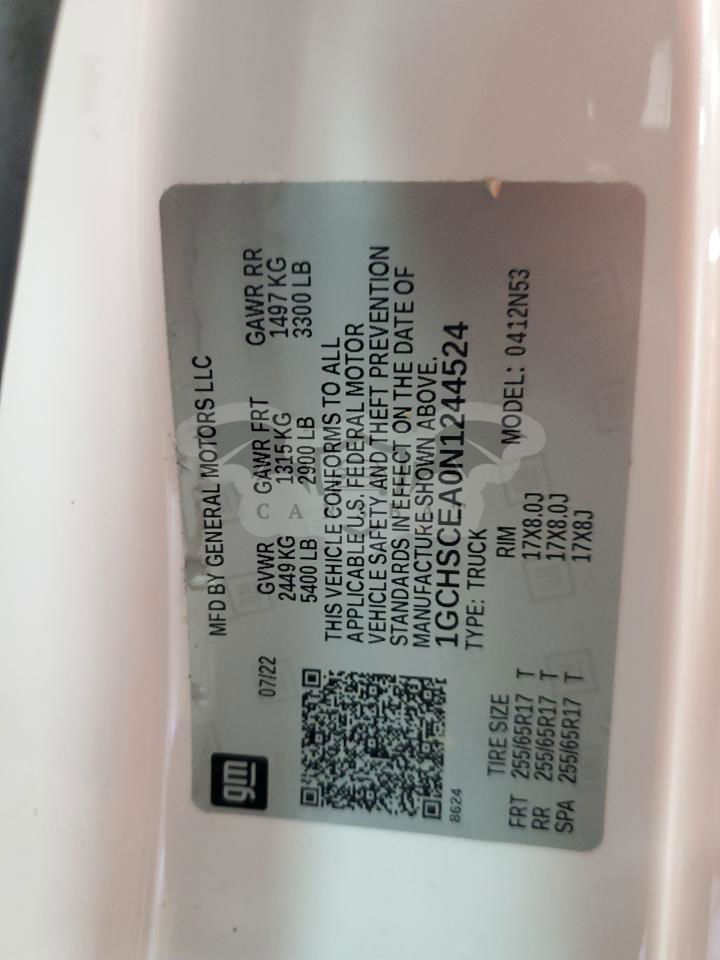 gm
MFD BY GENERAL MOTORS LLC
07/22
GVWR GAWR FRT GAWR RR
2449 KG 1315 KG 1497 KG
5400 LB 2900 LB 3300 LB
THIS VEHICLE CONFORMS TO ALL
APPLICABLE U.S. FEDERAL MOTOR
VEHICLE SAFETY AND THEFT PREVENTION
STANDARDS IN EFFECT ON THE DATE OF
MANUFACTURE SHOWN ABOVE.
1GCHSCEA0N1244524
8624
TYPE: TRUCK MODEL: 0412N53
TIRE SIZE RIM
FRT 255/65R17 T 17X8.0J
RR 255/65R17 T 17X8.0J
SPA 255/65R17 T 17X8J